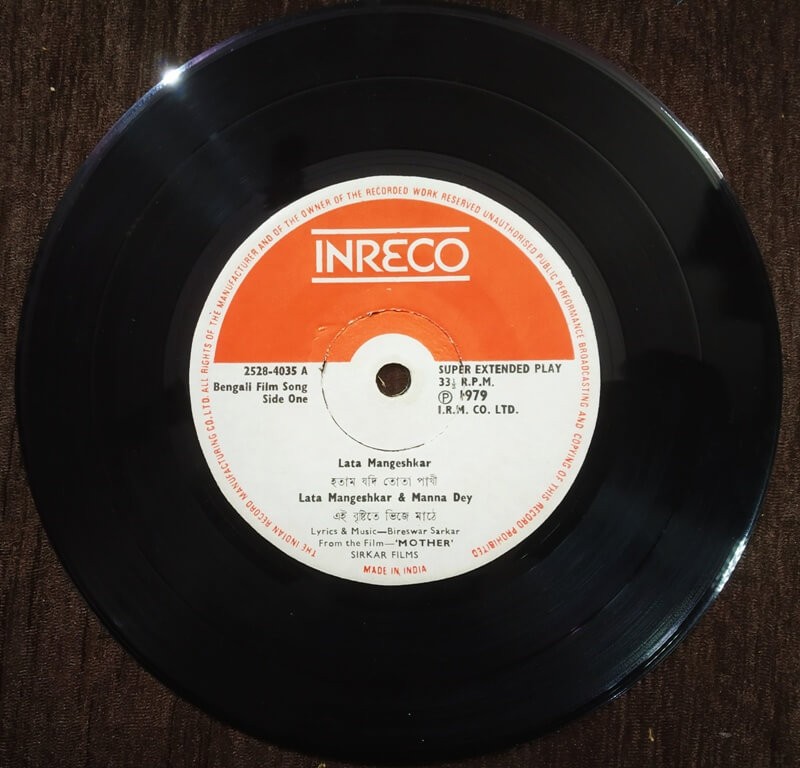 THE INDIAN RECORD MANUFACTURING CO. LTD. ALL RIGHTS OF THE MANUFACTURER AND OF THE OWNER OF THE RECORDED WORK RESERVED UNAUTHORISED PUBLIC PERFORMANCE BROADCASTING AND COPYING OF THIS RECORD PROHIBITED
INRECO
2528-4035 A
Bengali Film Song
Side One
SUPER EXTENDED PLAY
33⅓ R.P.M.
Ⓟ 1979
I.R.M. CO. LTD.
Lata Mangeshkar
হতাম যদি তোতা পাখী
Lata Mangeshkar & Manna Dey
এই বৃষ্টিতে ভিজে মাঠে
Lyrics & Music—Bireswar Sarkar
From the Film—'MOTHER'
SIRKAR FILMS
MADE IN INDIA